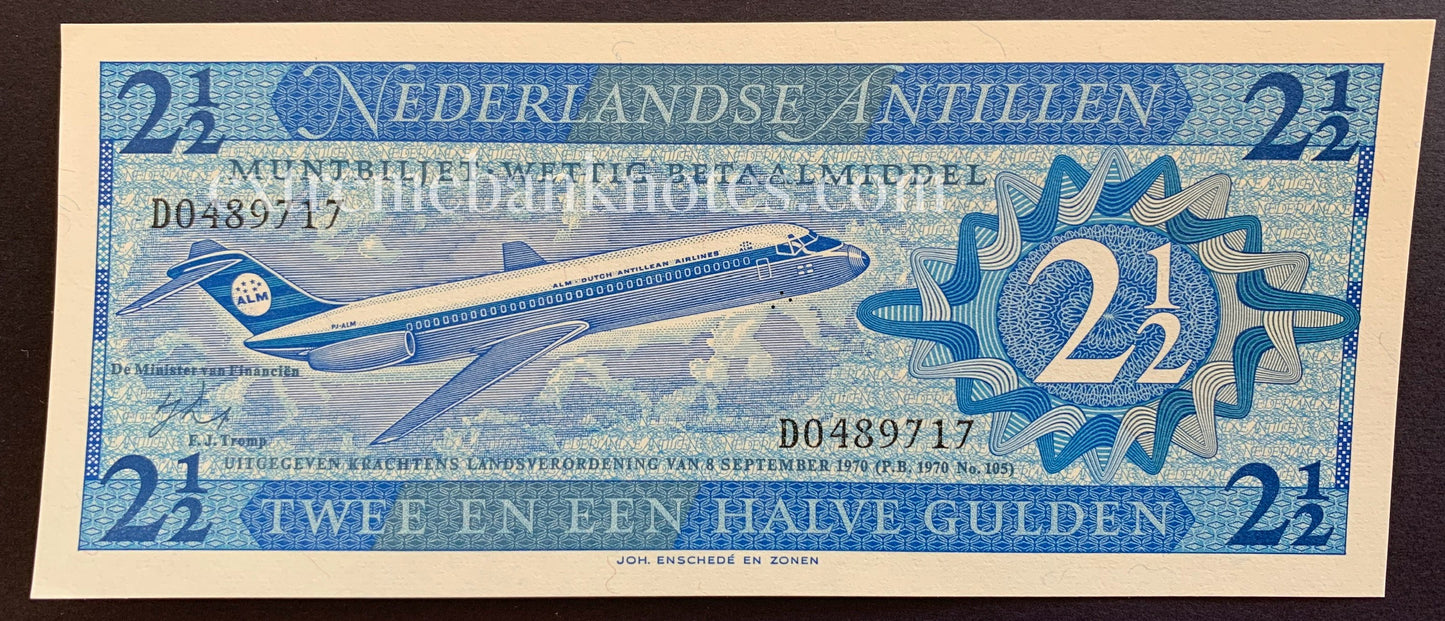 2½ NEDERLANDSE ANTILLEN 2½
MUNTBILJET · WETTIG BETAALMIDDEL
extremebanknotes.com
D0489717
ALM · DUTCH ANTILLEAN AIRLINES
ALM
PJ-ALM
2½
De Minister van Financiën
E.J. Tromp
D0489717
UITGEGEVEN KRACHTENS LANDSVERORDENING VAN 8 SEPTEMBER 1970 (P.B. 1970 No. 105)
2½ TWEE EN EEN HALVE GULDEN 2½
JOH. ENSCHEDÉ EN ZONEN